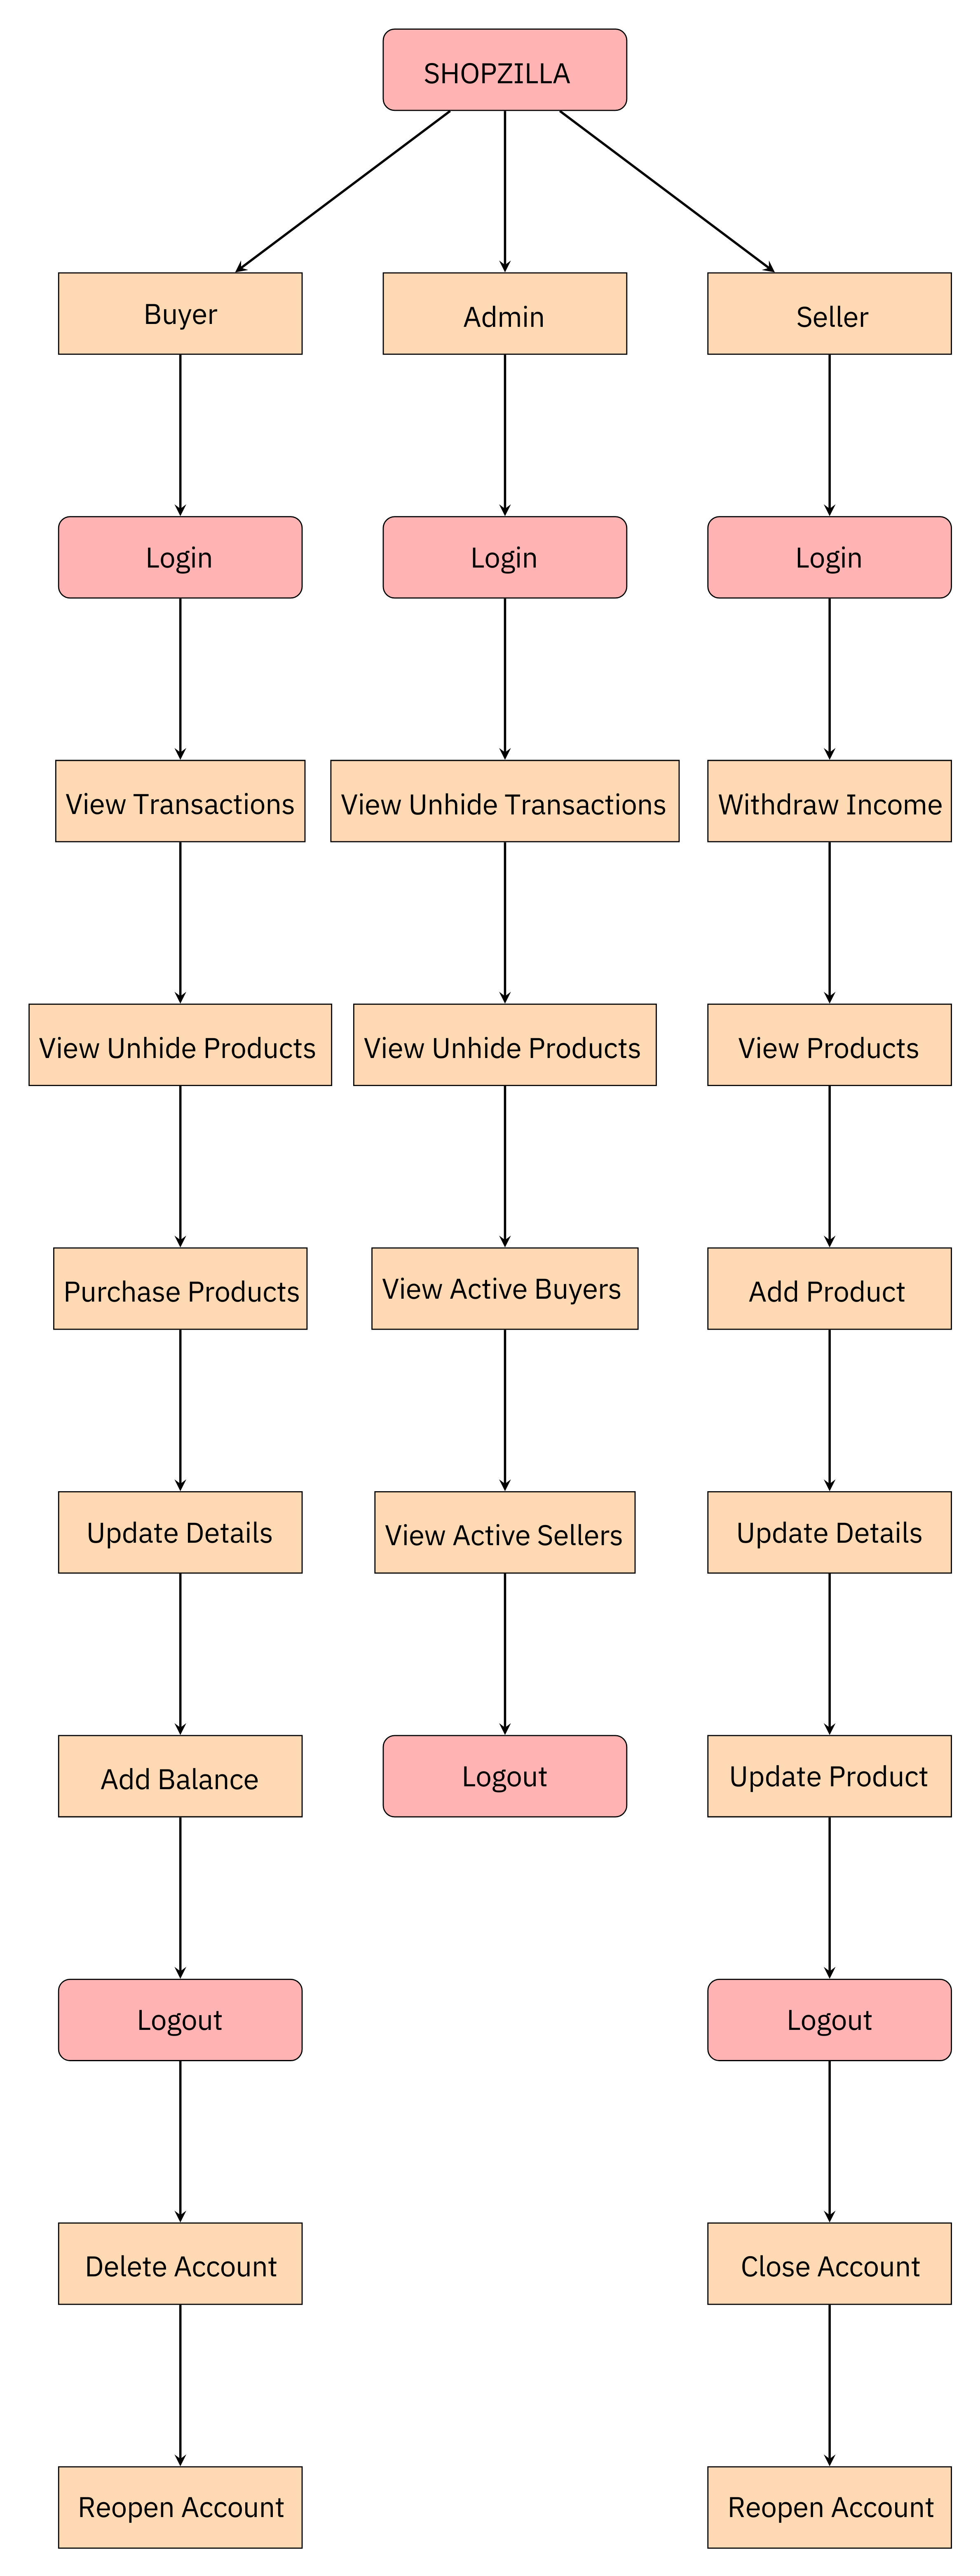 SHOPZILLA
Buyer
Admin
Seller
Login
Login
Login
View Transactions
View Unhide Transactions
Withdraw Income
View Unhide Products
View Unhide Products
View Products
Purchase Products
View Active Buyers
Add Product
Update Details
View Active Sellers
Update Details
Add Balance
Logout
Update Product
Logout
Logout
Delete Account
Close Account
Reopen Account
Reopen Account